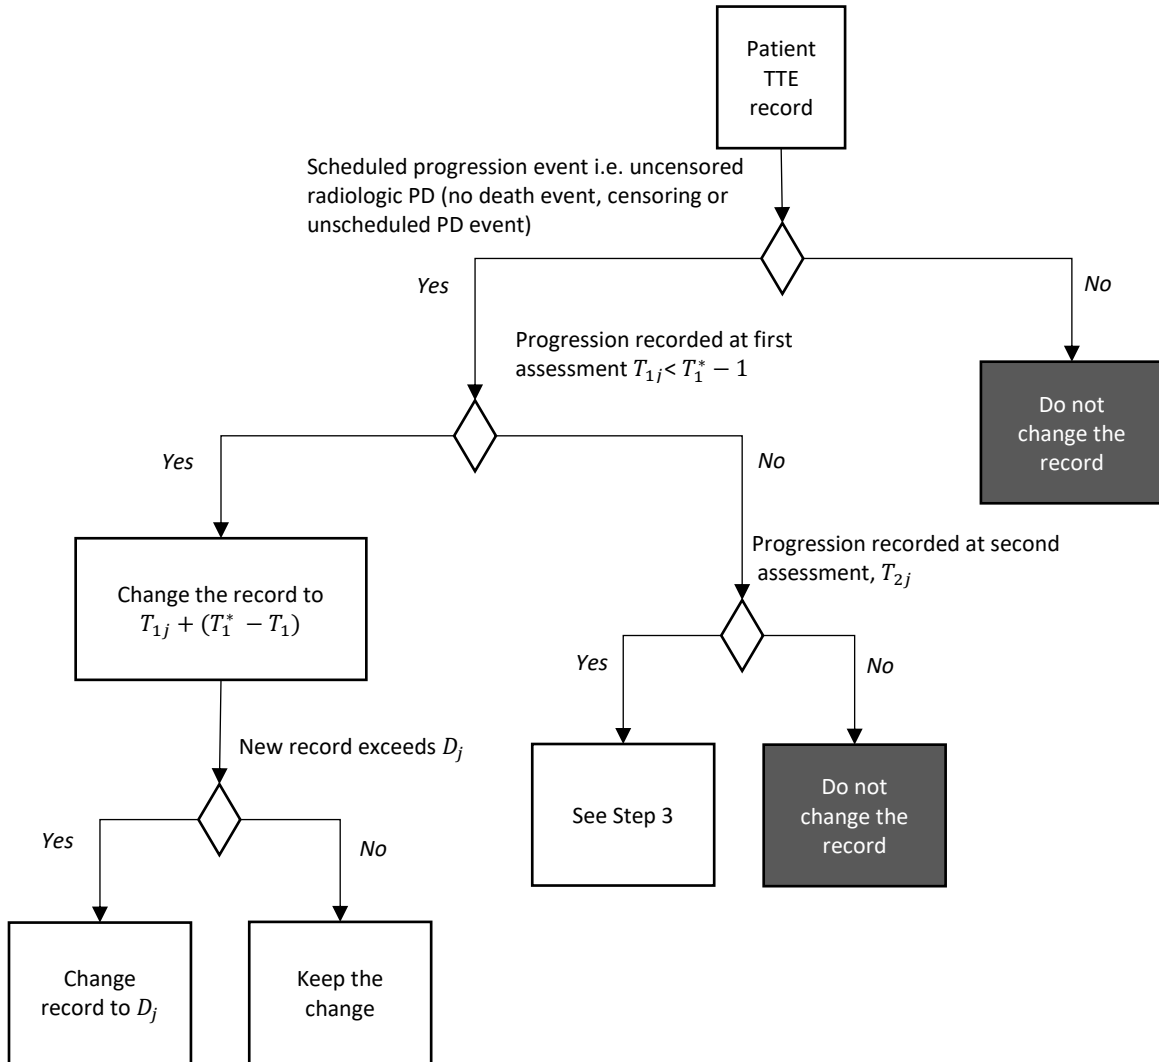 Patient
TTE
record
Scheduled progression event i.e. uncensored
radiologic PD (no death event, censoring or
unscheduled PD event)
Yes
No
Progression recorded at first
assessment T₁ⱼ< T₁* − 1
Do not
change the
record
Yes
No
Change the record to
T₁ⱼ + (T₁* − T₁)
Progression recorded at second
assessment, T₂ⱼ
Yes
No
New record exceeds Dⱼ
See Step 3
Do not
change the
record
Yes
No
Change
record to Dⱼ
Keep the
change